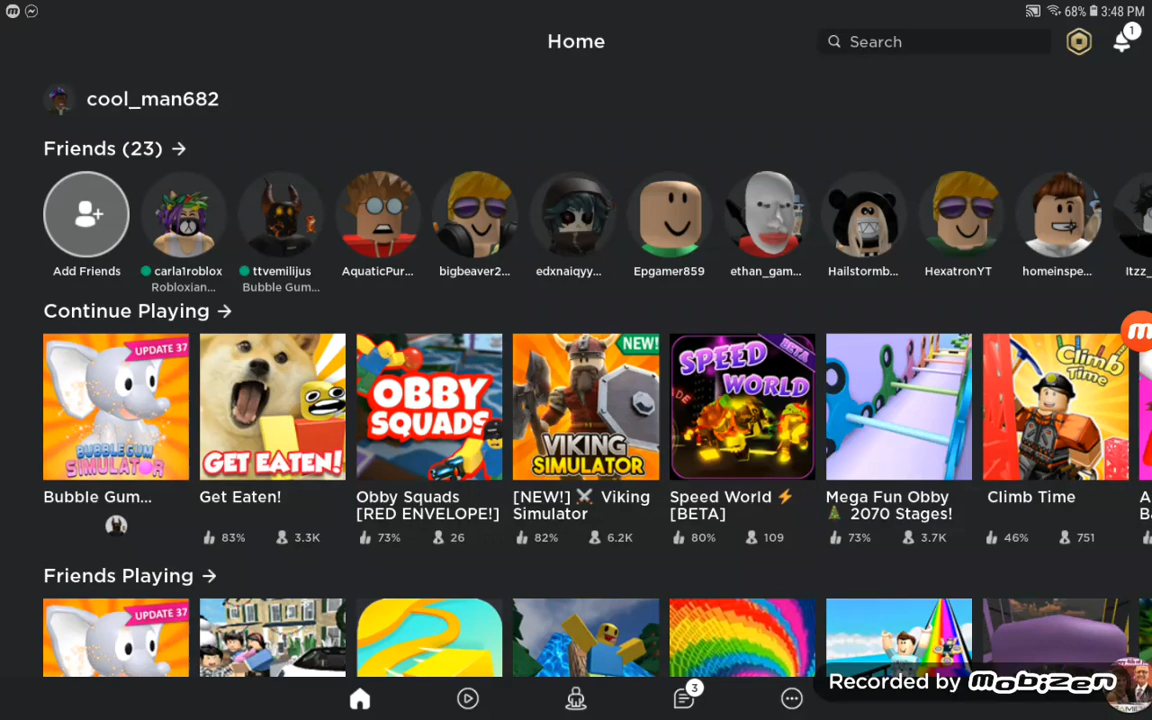 68% 3:48 PM
Home
Search
1
cool_man682
Friends (23)
Add Friends
carla1roblox
Robloxian...
ttvemilijus
Bubble Gum...
AquaticPur...
bigbeaver2...
edxnaiqyy...
Epgamer859
ethan_gam...
Hailstormb...
HexatronYT
homeinspe...
Itzz_
Continue Playing
UPDATE 37
BUBBLEGUM
SIMULATOR
GET EATEN!
OBBY
SQUADS
NEW!
VIKING
SIMULATOR
BETA
SPEED
WORLD
Climb
Time
m
Bubble Gum...
Get Eaten!
83% 3.3K
Obby Squads
[RED ENVELOPE!]
73% 26
[NEW!] ⚔️ Viking
Simulator
82% 6.2K
Speed World ⚡
[BETA]
80% 109
Mega Fun Obby
🎄 2070 Stages!
73% 3.7K
Climb Time
46% 751
Friends Playing
UPDATE 37
3
Recorded by mobizen